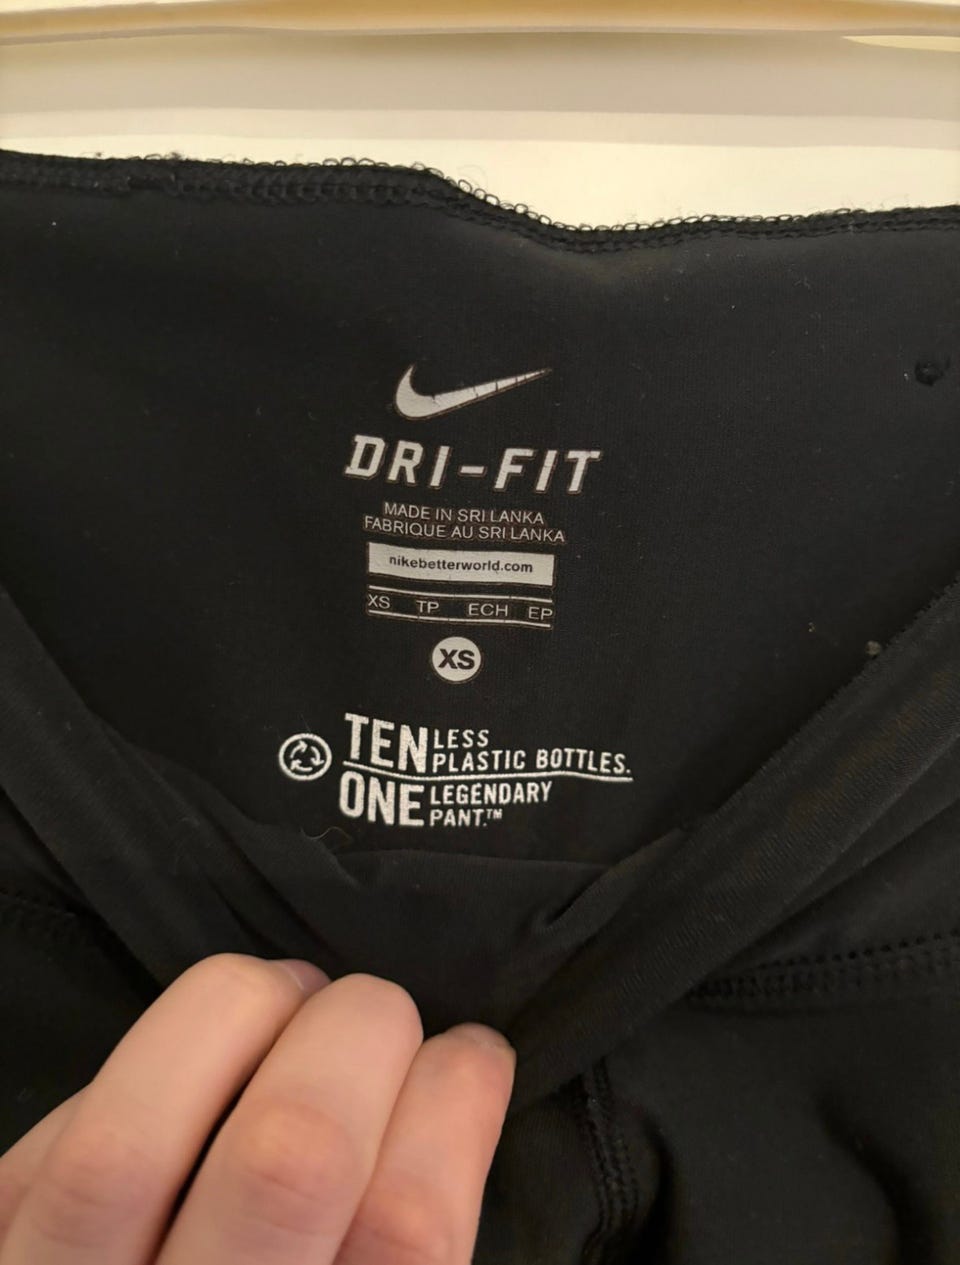 DRI-FIT
MADE IN SRI LANKA
FABRIQUE AU SRI LANKA
nikebetterworld.com
XS TP ECH EP
XS
TEN LESS
PLASTIC BOTTLES.
ONE LEGENDARY
PANT.™